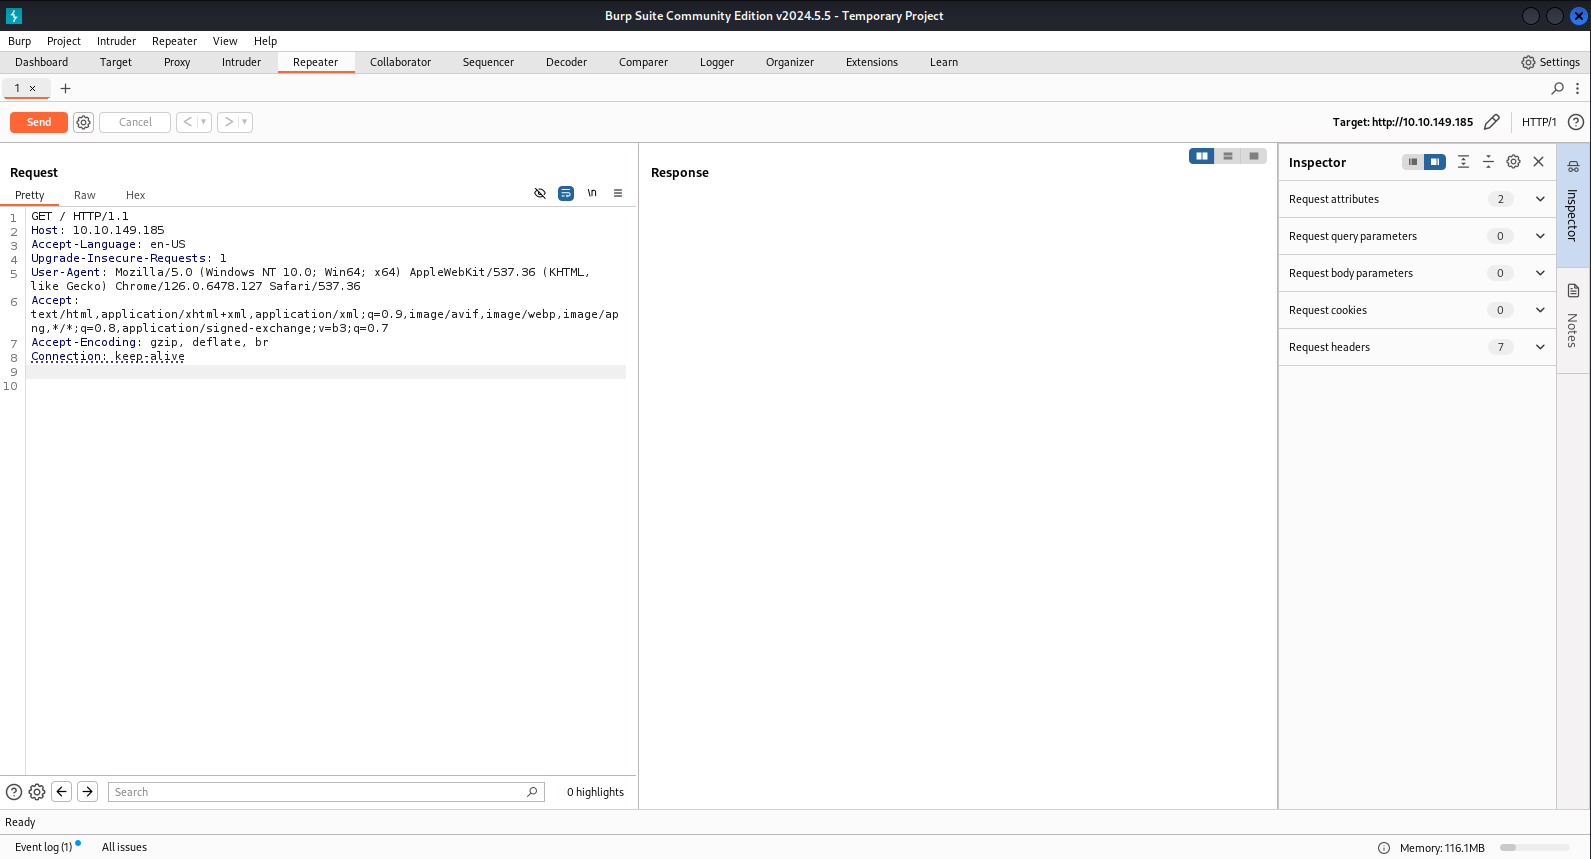 Burp Suite Community Edition v2024.5.5 - Temporary Project
Burp Project Intruder Repeater View Help
Dashboard Target Proxy Intruder Repeater Collaborator Sequencer Decoder Comparer Logger Organizer Extensions Learn Settings
1 × +
Send Cancel < > Target: http://10.10.149.185 HTTP/1 ?
Request
Pretty Raw Hex \n
1 GET / HTTP/1.1
2 Host: 10.10.149.185
3 Accept-Language: en-US
4 Upgrade-Insecure-Requests: 1
5 User-Agent: Mozilla/5.0 (Windows NT 10.0; Win64; x64) AppleWebKit/537.36 (KHTML,
like Gecko) Chrome/126.0.6478.127 Safari/537.36
6 Accept:
text/html,application/xhtml+xml,application/xml;q=0.9,image/avif,image/webp,image/ap
ng,*/*;q=0.8,application/signed-exchange;v=b3;q=0.7
7 Accept-Encoding: gzip, deflate, br
8 Connection: keep-alive
9
10
Search
0 highlights
Response
Inspector
Request attributes 2
Request query parameters 0
Request body parameters 0
Request cookies 0
Request headers 7
Inspector
Notes
Ready
Event log (1) All issues Memory: 116.1MB